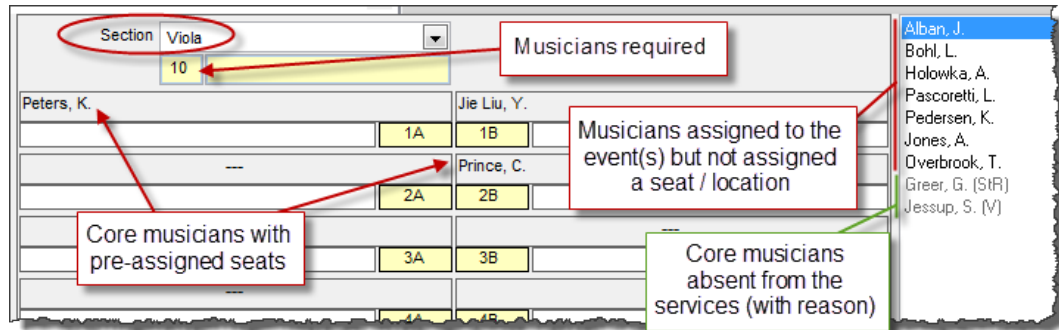 Section Viola
10
Musicians required
Peters, K.
Jie Liu, Y.
1A 1B
--- Prince, C.
2A 2B
---
3A 3B
---
4A 4B
Musicians assigned to the
event(s) but not assigned
a seat / location
Core musicians with
pre-assigned seats
Core musicians
absent from the
services (with reason)
Alban, J.
Bohl, L.
Holowka, A.
Pascoretti, L.
Pedersen, K.
Jones, A.
Overbrook, T.
Greer, G. (StR)
Jessup, S. (V)